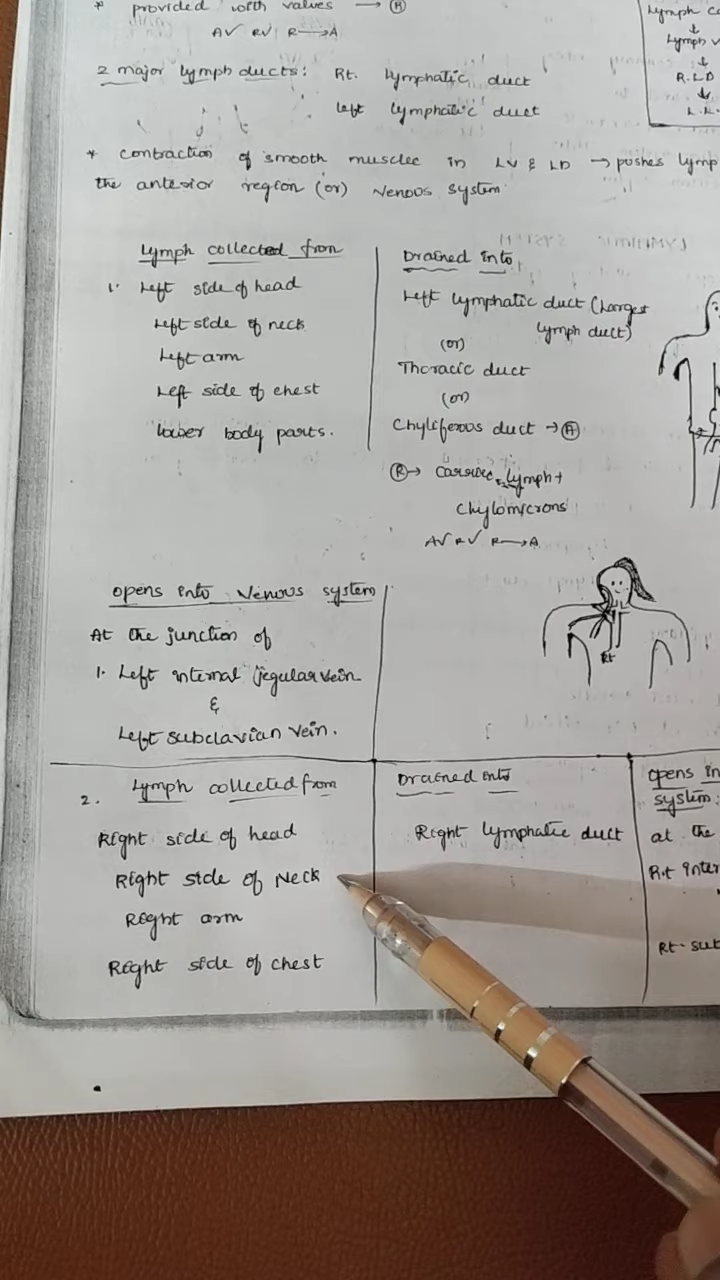 * provided with valves → (A)
AV RV R → A
2 major lymph ducts: Rt. lymphatic duct
left lymphatic duct
* contraction of smooth muscle in LV & LD → pushes lymp
the anterior region (or) Venous system
lymph collected from
1. Left side of head
Left side of neck
Left arm
Left side of chest
lower body parts.
Drained into
Left lymphatic duct (largest
lymph duct)
(or)
Thoracic duct
(or)
Chyliferous duct → (A)
(R) → Carries lymph +
Chylomicrons
AV RV R → A
Lymph c
↓
Lymph v
↓
R.L.D
↓
opens into Venous system
At the junction of
1. Left internal jegular vein
&
Left subclavian vein.
Rt
2. Lymph collected from
Right side of head
Right side of Neck
Right arm
Right side of chest
Drained into
Right lymphatic duct
opens in
system:
at the
Rt inter
Rt. su